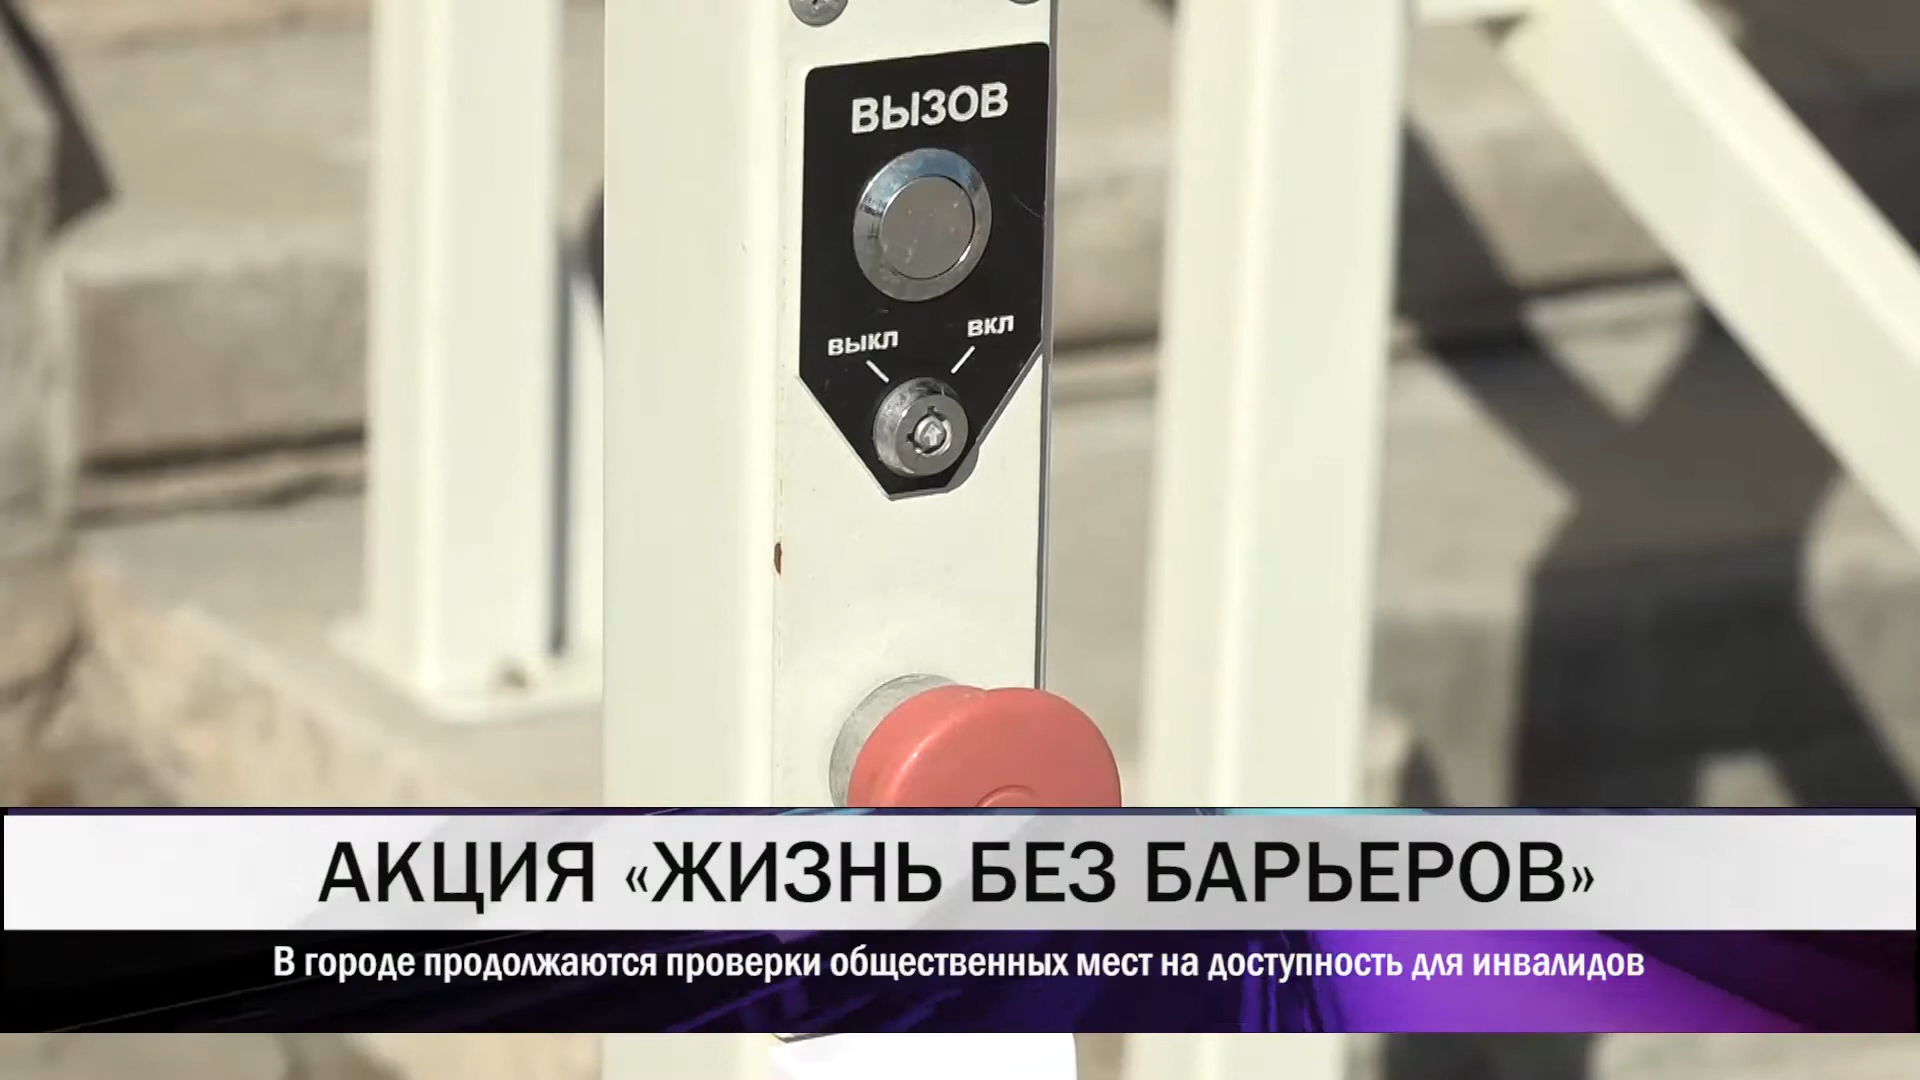 ВЫЗОВ
ВЫКЛ ВКЛ
АКЦИЯ «ЖИЗНЬ БЕЗ БАРЬЕРОВ»
В городе продолжаются проверки общественных мест на доступность для инвалидов